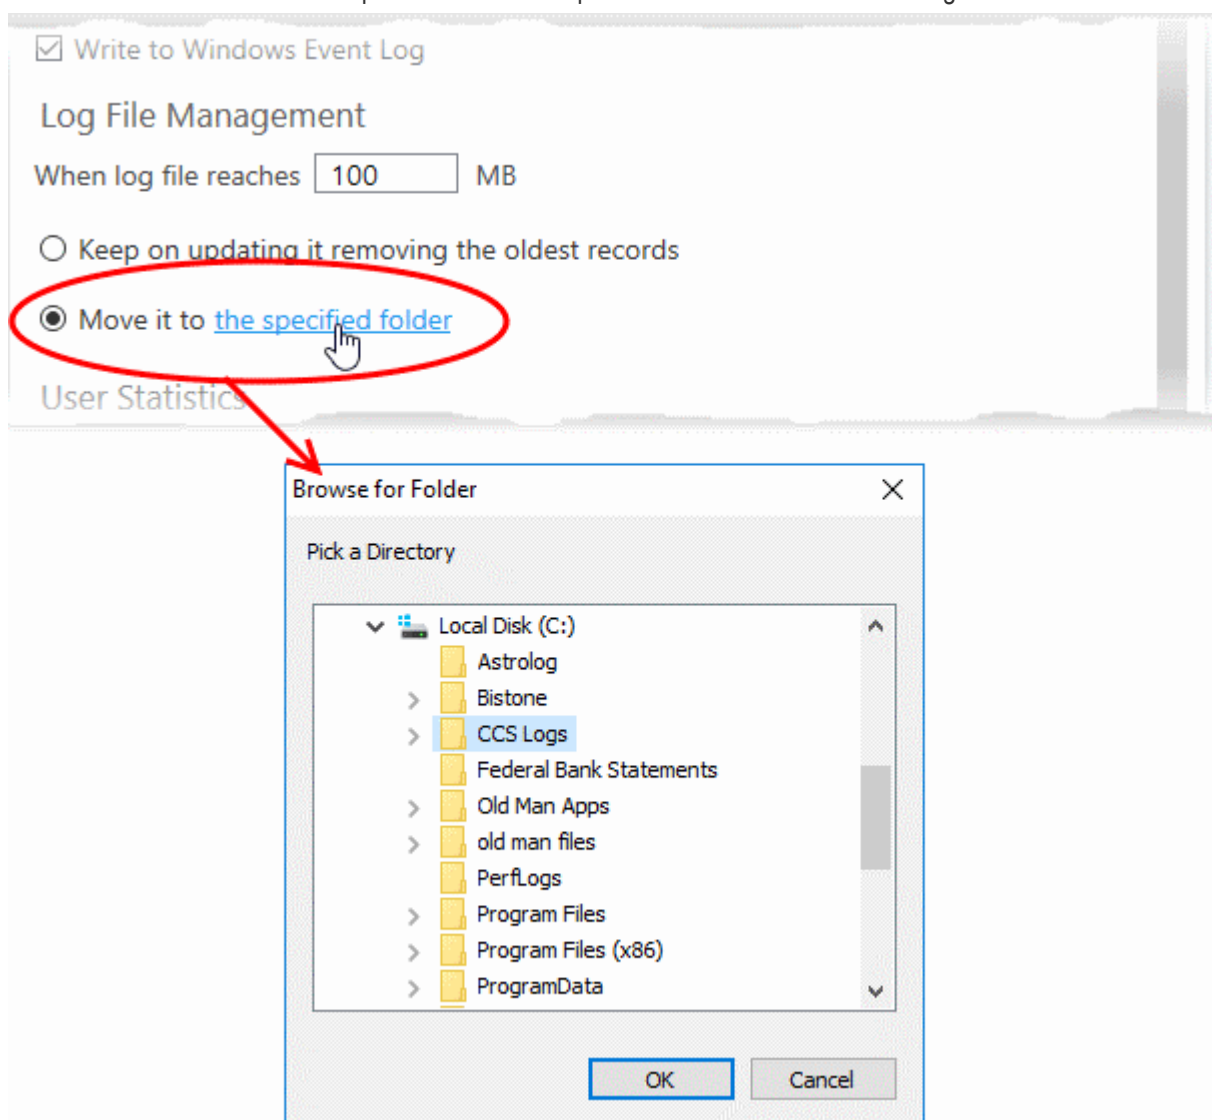 Write to Windows Event Log
Log File Management
When log file reaches 100 MB
Keep on updating it removing the oldest records
Move it to the specified folder
User Statistics
Browse for Folder
Pick a Directory
Local Disk (C:)
Astrolog
Bistone
CCS Logs
Federal Bank Statements
Old Man Apps
old man files
PerfLogs
Program Files
Program Files (x86)
ProgramData
OK Cancel